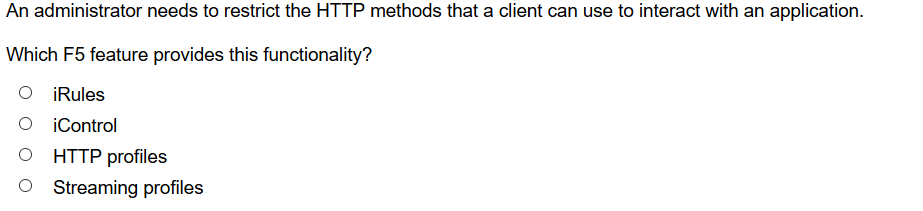 An administrator needs to restrict the HTTP methods that a client can use to interact with an application.
Which F5 feature provides this functionality?
iRules
iControl
HTTP profiles
Streaming profiles